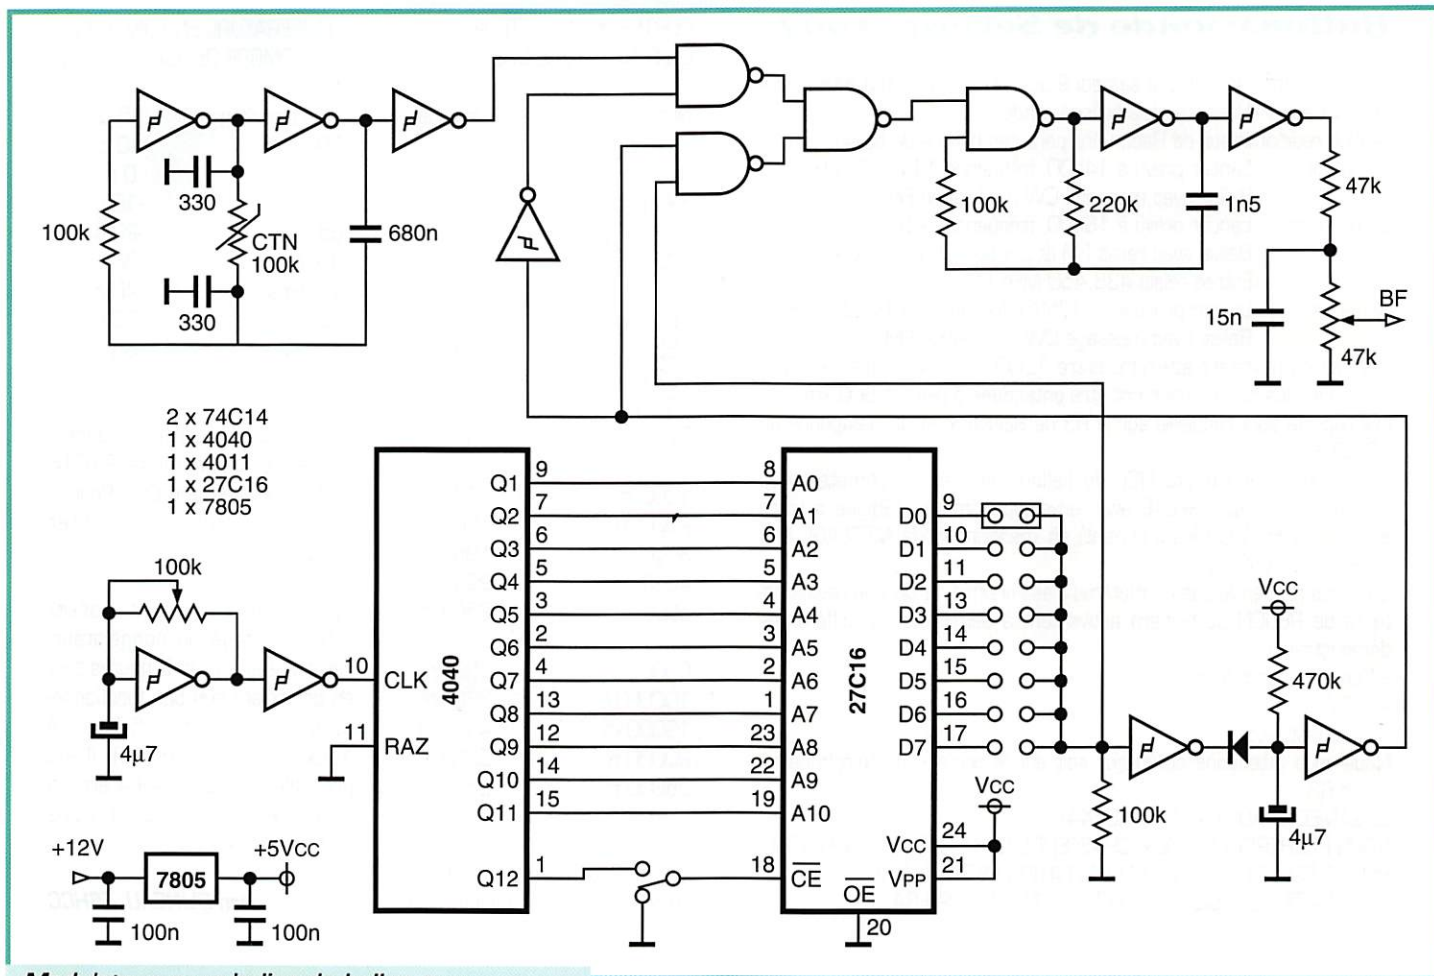 100k
330
CTN
100k
330
680n
100k
220k
1n5
47k
15n
47k
BF
2 x 74C14
1 x 4040
1 x 4011
1 x 27C16
1 x 7805
100k
4µ7
10 CLK
11 RAZ
4040
Q1 9
Q2 7
Q3 6
Q4 5
Q5 3
Q6 2
Q7 4
Q8 13
Q9 12
Q10 14
Q11 15
Q12 1
8 A0
7 A1
6 A2
5 A3
4 A4
3 A5
2 A6
1 A7
23 A8
22 A9
19 A10
18 CE
27C16
D0 9
D1 10
D2 11
D3 13
D4 14
D5 15
D6 16
D7 17
Vcc 24
VPP 21
OE
20
Vcc
100k
Vcc
470k
4µ7
+12V
7805
+5Vcc
100n
100n